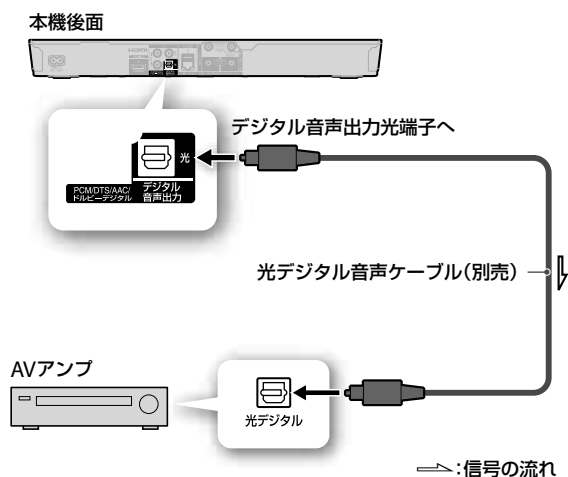 本機後面
HDMI
デジタル音声出力光端子へ
光
PCM/DTS/AAC/
ドルビーデジタル
デジタル
音声出力
光デジタル音声ケーブル(別売)
AVアンプ
光デジタル
:信号の流れ